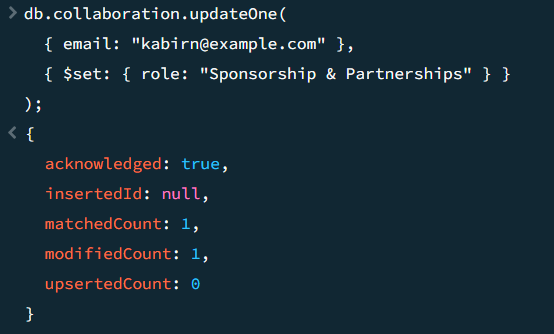 > db.collaboration.updateOne(
{ email: "kabirn@example.com" },
{ $set: { role: "Sponsorship & Partnerships" } }
);
< {
acknowledged: true,
insertedId: null,
matchedCount: 1,
modifiedCount: 1,
upsertedCount: 0
}